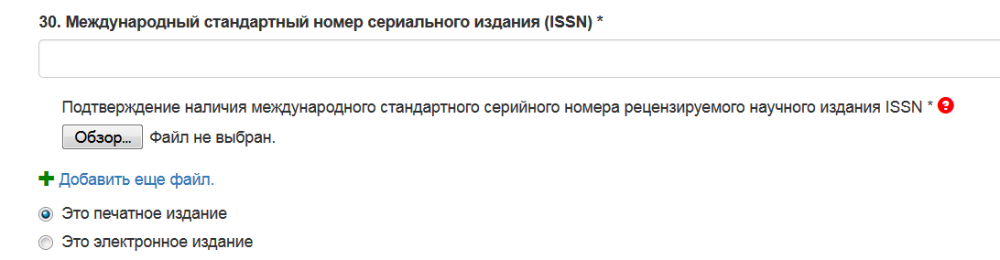 30. Международный стандартный номер сериального издания (ISSN) *
Подтверждение наличия международного стандартного серийного номера рецензируемого научного издания ISSN * ?
Обзор... Файл не выбран.
Добавить еще файл.
Это печатное издание
Это электронное издание